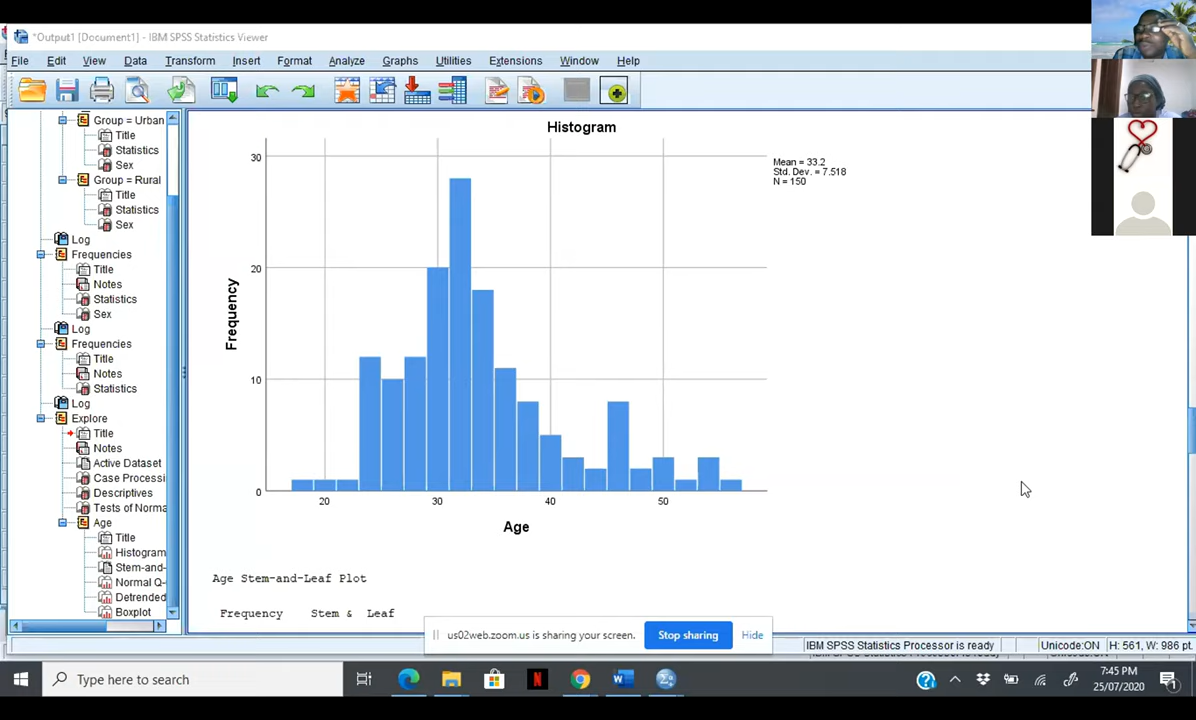 *Output1 [Document1] - IBM SPSS Statistics Viewer
File Edit View Data Transform Insert Format Analyze Graphs Utilities Extensions Window Help
Group = Urban
Title
Statistics
Sex
Group = Rural
Title
Statistics
Sex
Log
Frequencies
Title
Notes
Statistics
Sex
Log
Frequencies
Title
Notes
Statistics
Log
Explore
Title
Notes
Active Dataset
Case Processi
Descriptives
Tests of Norma
Age
Title
Histogram
Stem-and-
Normal Q-
Detrended
Boxplot
Histogram
Mean = 33.2
Std. Dev. = 7.518
N = 150
Frequency
30
20
10
0
20 30 40 50
Age
Age Stem-and-Leaf Plot
Frequency Stem & Leaf
us02web.zoom.us is sharing your screen. Stop sharing Hide
IBM SPSS Statistics Processor is ready Unicode:ON H: 561, W: 986 pt.
Type here to search
W
7:45 PM
25/07/2020
1